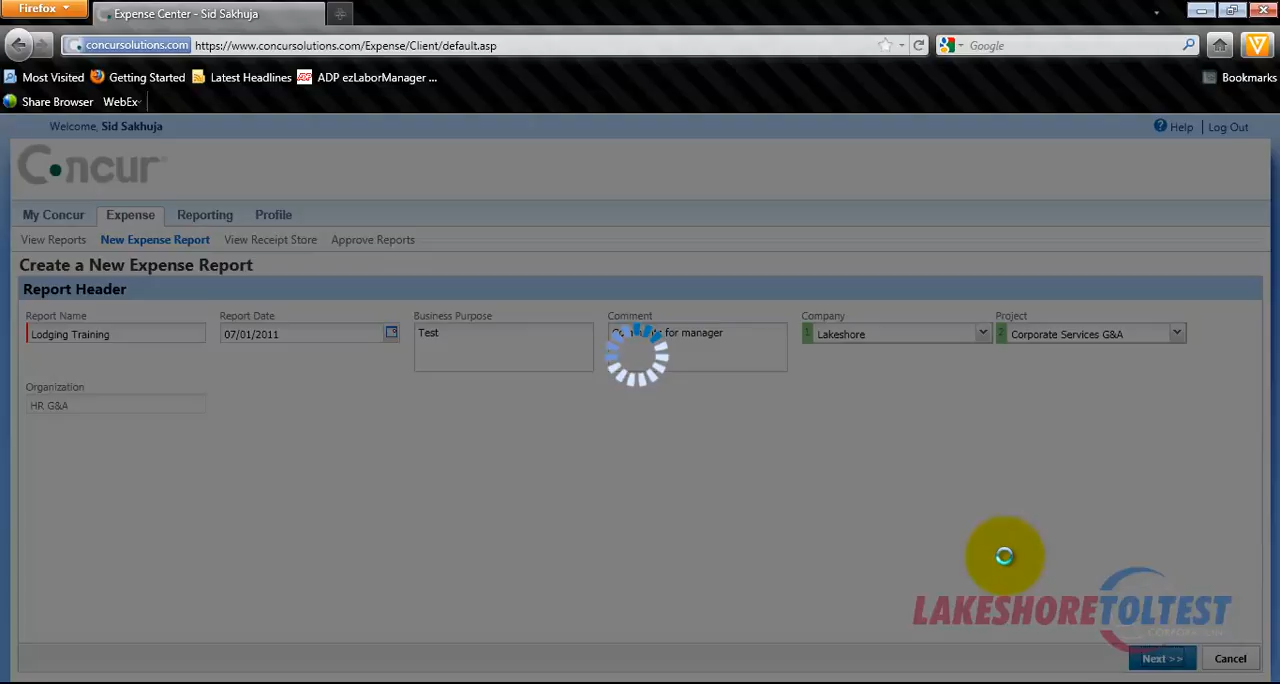 Firefox
Expense Center - Sid Sakhuja
concursolutions.com https://www.concursolutions.com/Expense/Client/default.asp
Google
Most Visited Getting Started Latest Headlines ADP ezLaborManager ...
Bookmarks
Share Browser WebEx
Welcome, Sid Sakhuja
Help | Log Out
Concur
My Concur Expense Reporting Profile
View Reports New Expense Report View Receipt Store Approve Reports
Create a New Expense Report
Report Header
Report Name Report Date Business Purpose Comment Company Project
Lodging Training 07/01/2011 Test for manager 1 Lakeshore 2 Corporate Services G&A
Organization
HR G&A
LAKESHORETOLTEST
CORPORATION
Next >> Cancel